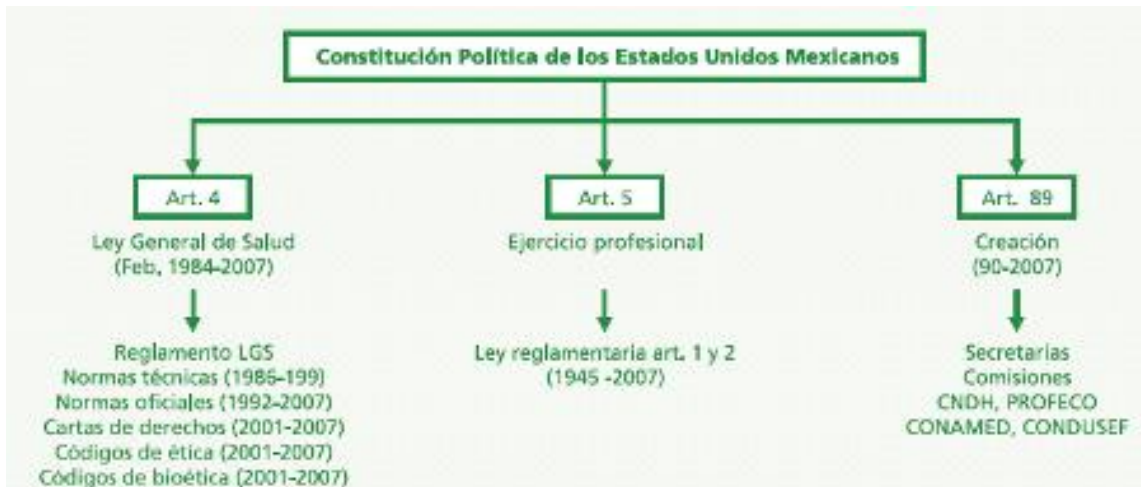 Constitución Política de los Estados Unidos Mexicanos
Art. 4
Ley General de Salud
(Feb, 1984-2007)
Reglamento LGS
Normas técnicas (1986-199)
Normas oficiales (1992-2007)
Cartas de derechos (2001-2007)
Códigos de ética (2001-2007)
Códigos de bioética (2001-2007)
Art. 5
Ejercicio profesional
Ley reglamentaria art. 1 y 2
(1945 -2007)
Art. 89
Creación
(90-2007)
Secretarias
Comisiones
CNDH, PROFECO
CONAMED, CONDUSEF